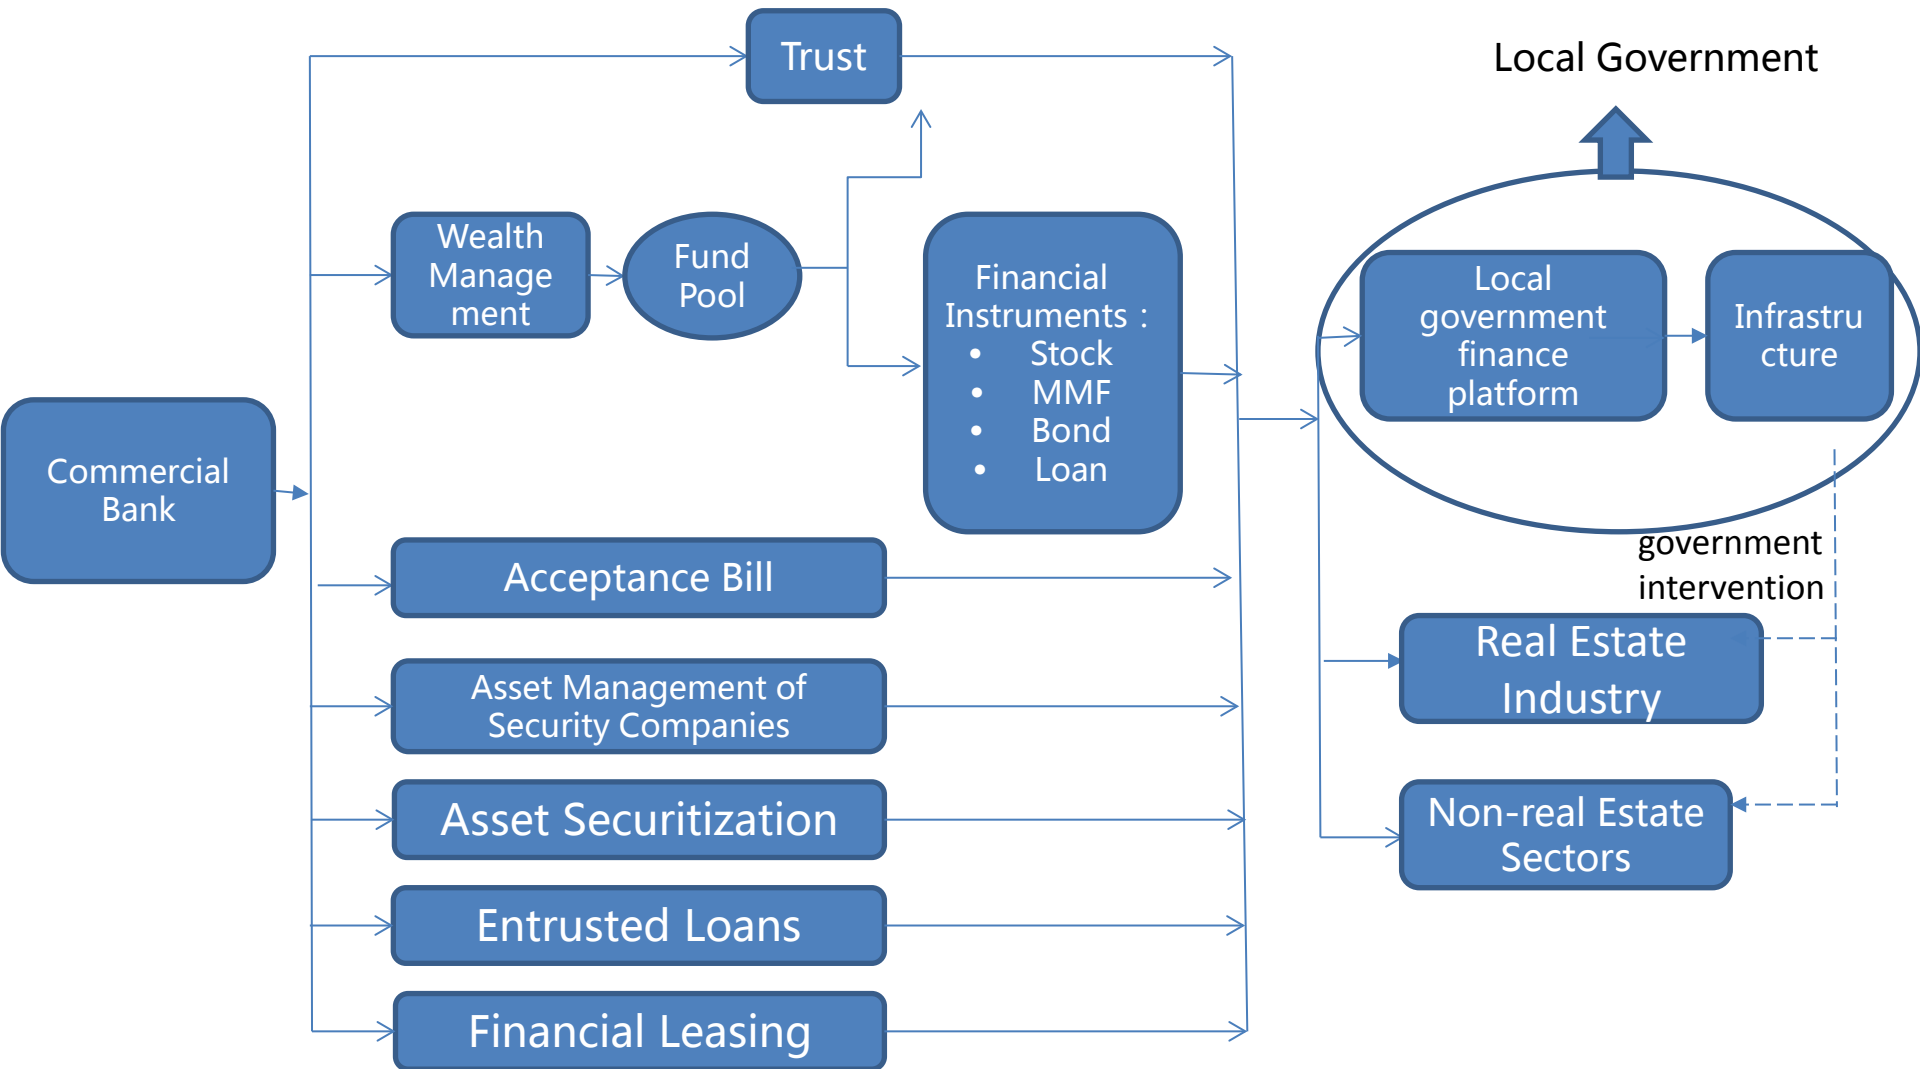 Trust
Local Government
Wealth
Manage
ment
Fund
Pool
Financial
Instruments :
• Stock
• MMF
• Bond
• Loan
Local
government
finance
platform
Infrastru
cture
Commercial
Bank
government
intervention
Acceptance Bill
Real Estate
Industry
Asset Management of
Security Companies
Asset Securitization
Non-real Estate
Sectors
Entrusted Loans
Financial Leasing